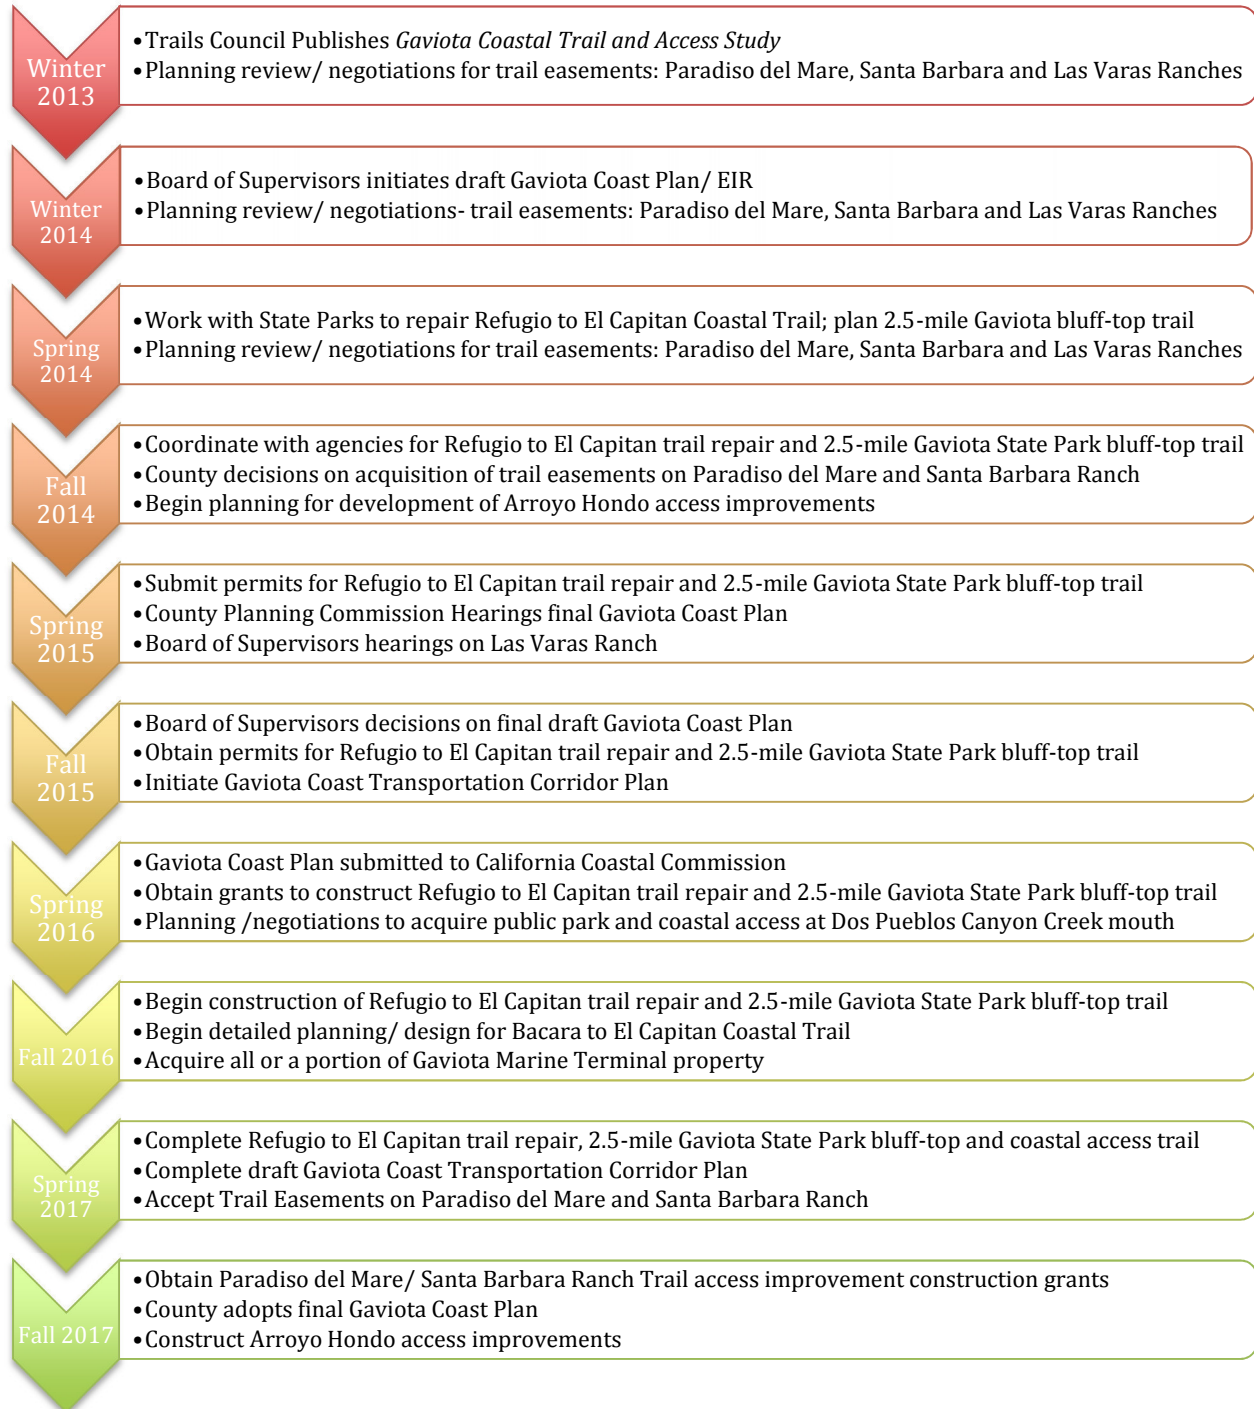 Winter
2013
•Trails Council Publishes Gaviota Coastal Trail and Access Study
•Planning review/ negotiations for trail easements: Paradiso del Mare, Santa Barbara and Las Varas Ranches
Winter
2014
•Board of Supervisors initiates draft Gaviota Coast Plan/ EIR
•Planning review/ negotiations- trail easements: Paradiso del Mare, Santa Barbara and Las Varas Ranches
Spring
2014
•Work with State Parks to repair Refugio to El Capitan Coastal Trail; plan 2.5-mile Gaviota bluff-top trail
•Planning review/ negotiations for trail easements: Paradiso del Mare, Santa Barbara and Las Varas Ranches
Fall
2014
•Coordinate with agencies for Refugio to El Capitan trail repair and 2.5-mile Gaviota State Park bluff-top trail
•County decisions on acquisition of trail easements on Paradiso del Mare and Santa Barbara Ranch
•Begin planning for development of Arroyo Hondo access improvements
Spring
2015
•Submit permits for Refugio to El Capitan trail repair and 2.5-mile Gaviota State Park bluff-top trail
•County Planning Commission Hearings final Gaviota Coast Plan
•Board of Supervisors hearings on Las Varas Ranch
Fall
2015
•Board of Supervisors decisions on final draft Gaviota Coast Plan
•Obtain permits for Refugio to El Capitan trail repair and 2.5-mile Gaviota State Park bluff-top trail
•Initiate Gaviota Coast Transportation Corridor Plan
Spring
2016
•Gaviota Coast Plan submitted to California Coastal Commission
•Obtain grants to construct Refugio to El Capitan trail repair and 2.5-mile Gaviota State Park bluff-top trail
•Planning /negotiations to acquire public park and coastal access at Dos Pueblos Canyon Creek mouth
Fall 2016
•Begin construction of Refugio to El Capitan trail repair and 2.5-mile Gaviota State Park bluff-top trail
•Begin detailed planning/ design for Bacara to El Capitan Coastal Trail
•Acquire all or a portion of Gaviota Marine Terminal property
Spring
2017
•Complete Refugio to El Capitan trail repair, 2.5-mile Gaviota State Park bluff-top and coastal access trail
•Complete draft Gaviota Coast Transportation Corridor Plan
•Accept Trail Easements on Paradiso del Mare and Santa Barbara Ranch
Fall 2017
•Obtain Paradiso del Mare/ Santa Barbara Ranch Trail access improvement construction grants
•County adopts final Gaviota Coast Plan
•Construct Arroyo Hondo access improvements